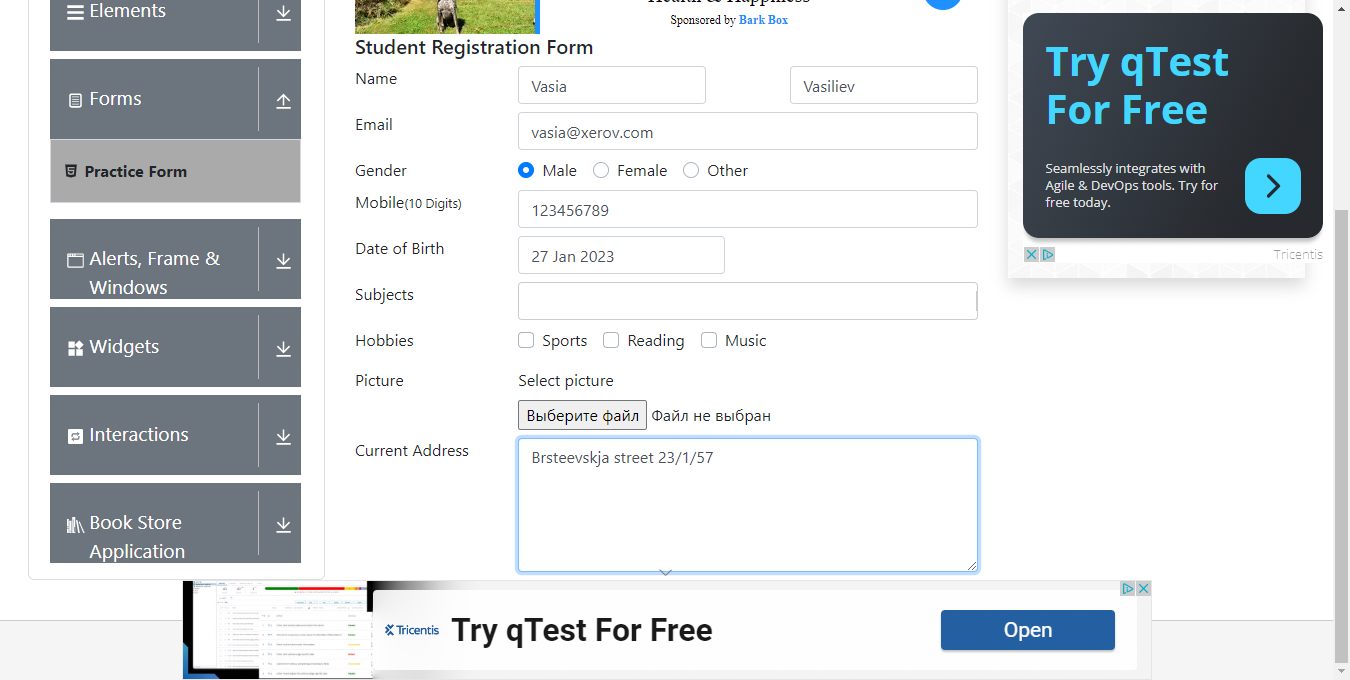 Elements
Forms
Practice Form
Alerts, Frame &
Windows
Widgets
Interactions
Book Store
Application
Health & Happiness
Sponsored by Bark Box
Student Registration Form
Name
Vasia
Vasiliev
Email
vasia@xerov.com
Gender
Male
Female
Other
Mobile(10 Digits)
123456789
Date of Birth
27 Jan 2023
Subjects
Hobbies
Sports
Reading
Music
Picture
Select picture
Выберите файл
Файл не выбран
Current Address
Brsteevskja street 23/1/57
Try qTest
For Free
Seamlessly integrates with
Agile & DevOps tools. Try for
free today.
Tricentis
Tricentis
Try qTest For Free
Open